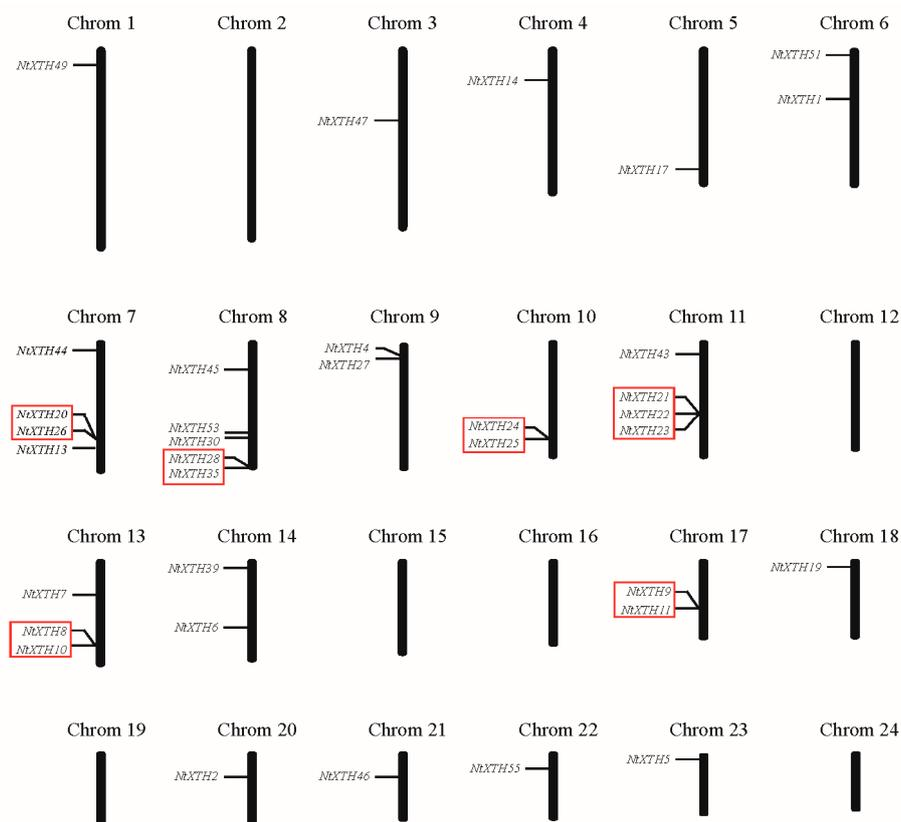 Chrom 1 Chrom 2 Chrom 3 Chrom 4 Chrom 5 Chrom 6
NtXTH49
NtXTH47
NtXTH14
NtXTH17
NtXTH51
NtXTH1
Chrom 7 Chrom 8 Chrom 9 Chrom 10 Chrom 11 Chrom 12
NtXTH44
NtXTH20
NtXTH26
NtXTH13
NtXTH45
NtXTH53
NtXTH30
NtXTH28
NtXTH35
NtXTH4
NtXTH27
NtXTH24
NtXTH25
NtXTH43
NtXTH21
NtXTH22
NtXTH23
Chrom 13 Chrom 14 Chrom 15 Chrom 16 Chrom 17 Chrom 18
NtXTH7
NtXTH8
NtXTH10
NtXTH39
NtXTH6
NtXTH9
NtXTH11
NtXTH19
Chrom 19 Chrom 20 Chrom 21 Chrom 22 Chrom 23 Chrom 24
NtXTH2
NtXTH46
NtXTH55
NtXTH5